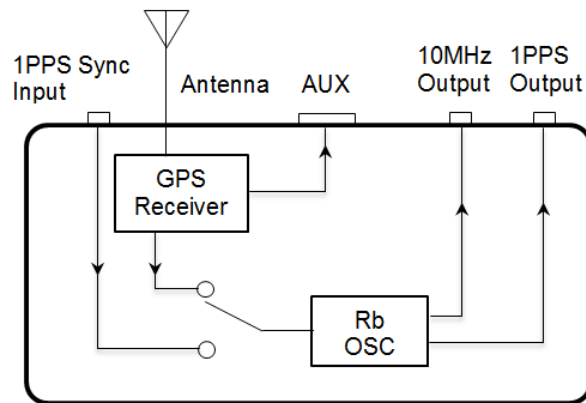 1PPS Sync
Input
Antenna
AUX
10MHz
Output
1PPS
Output
GPS
Receiver
Rb
OSC